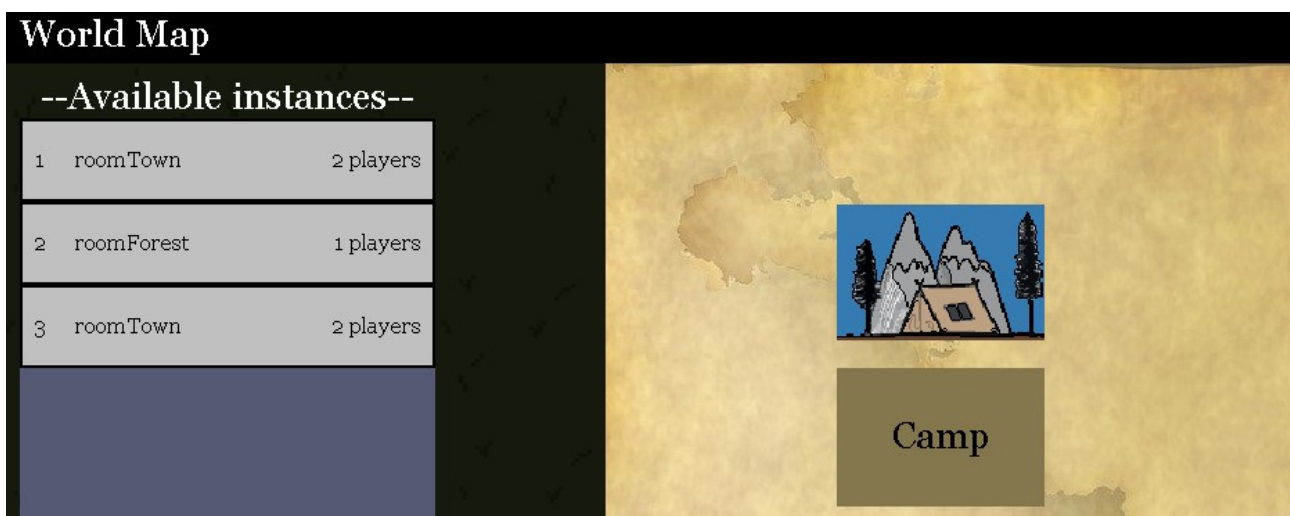 World Map
--Available instances--
1 roomTown 2 players
2 roomForest 1 players
3 roomTown 2 players
Camp